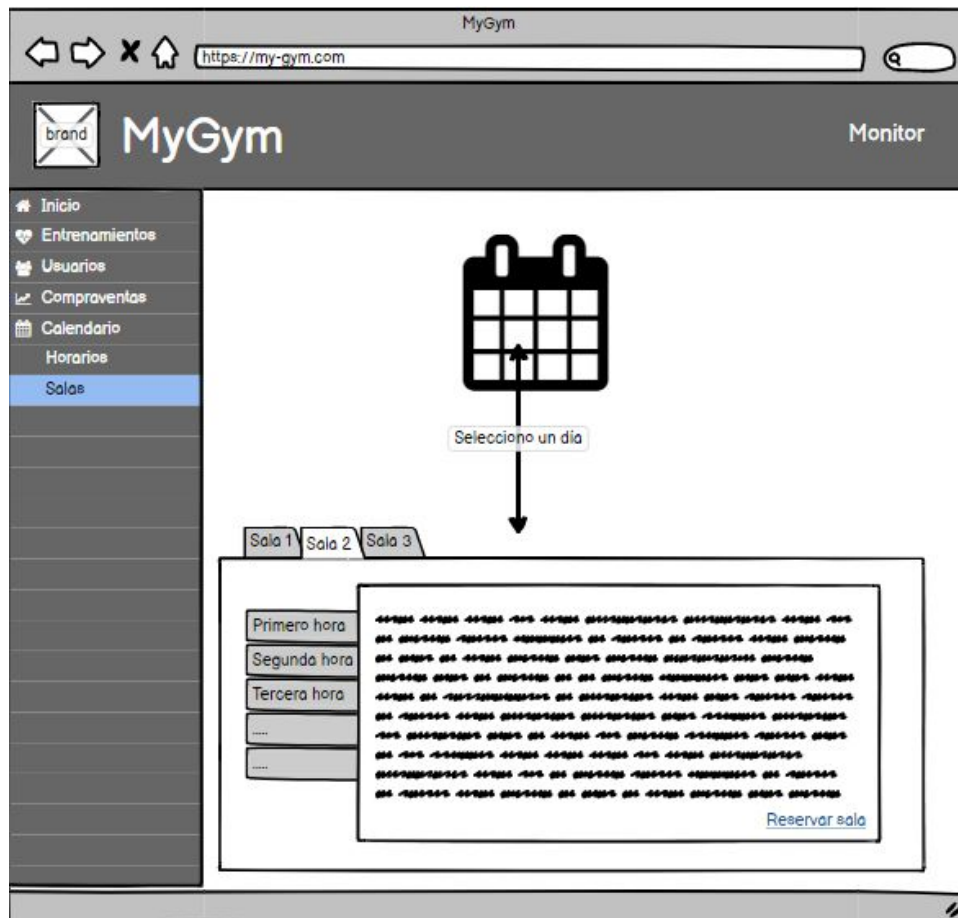 MyGym
https://my-gym.com
brand
MyGym
Monitor
Inicio
Entrenamientos
Usuarios
Compraventas
Calendario
Horarios
Salas
Selecciono un día
Sala 1
Sala 2
Sala 3
Primero hora
Segunda hora
Tercera hora
.....
.....
Reservar sala